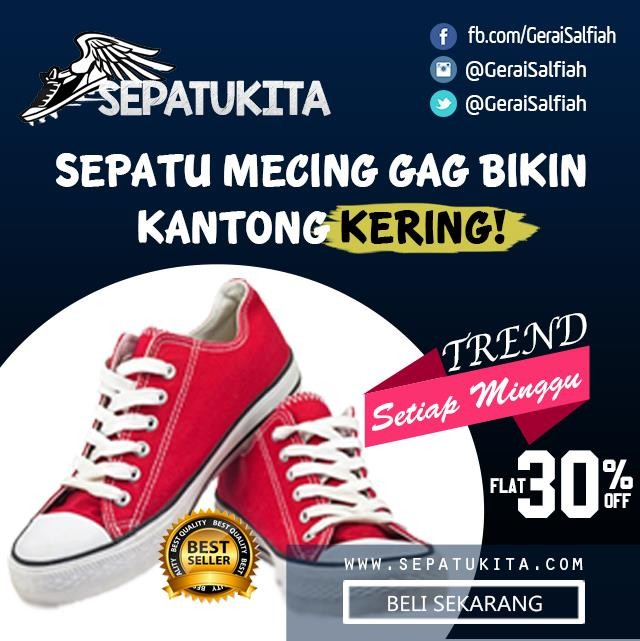 SEPATUKITA
fb.com/GeraiSalfiah
@GeraiSalfiah
@GeraiSalfiah
SEPATU MECING GAG BIKIN
KANTONG KERING!
TREND
Setiap Minggu
FLAT 30% OFF
BEST QUALITY BEST QUALITY BEST
BEST
SELLER
WWW.SEPATUKITA.COM
BELI SEKARANG